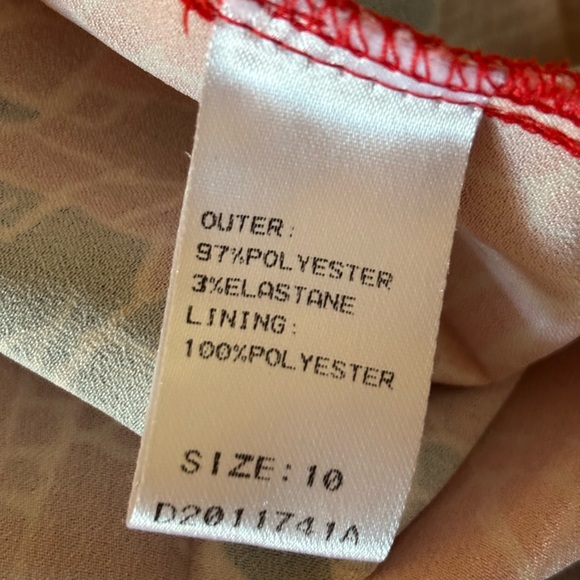 OUTER:
97%POLYESTER
3%ELASTANE
LINING:
100%POLYESTER
SIZE:10
D2011741A